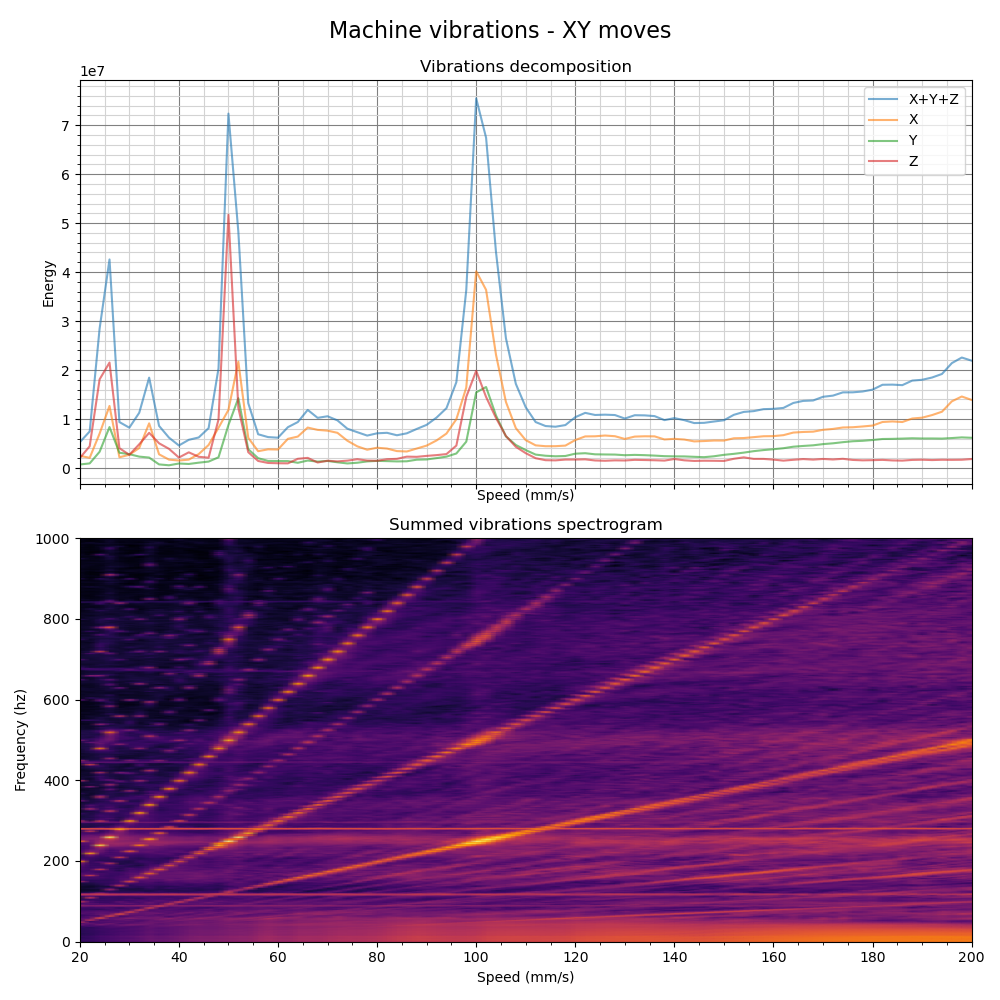 Machine vibrations - XY moves
Vibrations decomposition
1e7
X+Y+Z
X
Y
Z
7
6
5
4
3
2
1
0
Energy
Speed (mm/s)
Summed vibrations spectrogram
1000
800
600
400
200
0
Frequency (hz)
20 40 60 80 100 120 140 160 180 200
Speed (mm/s)